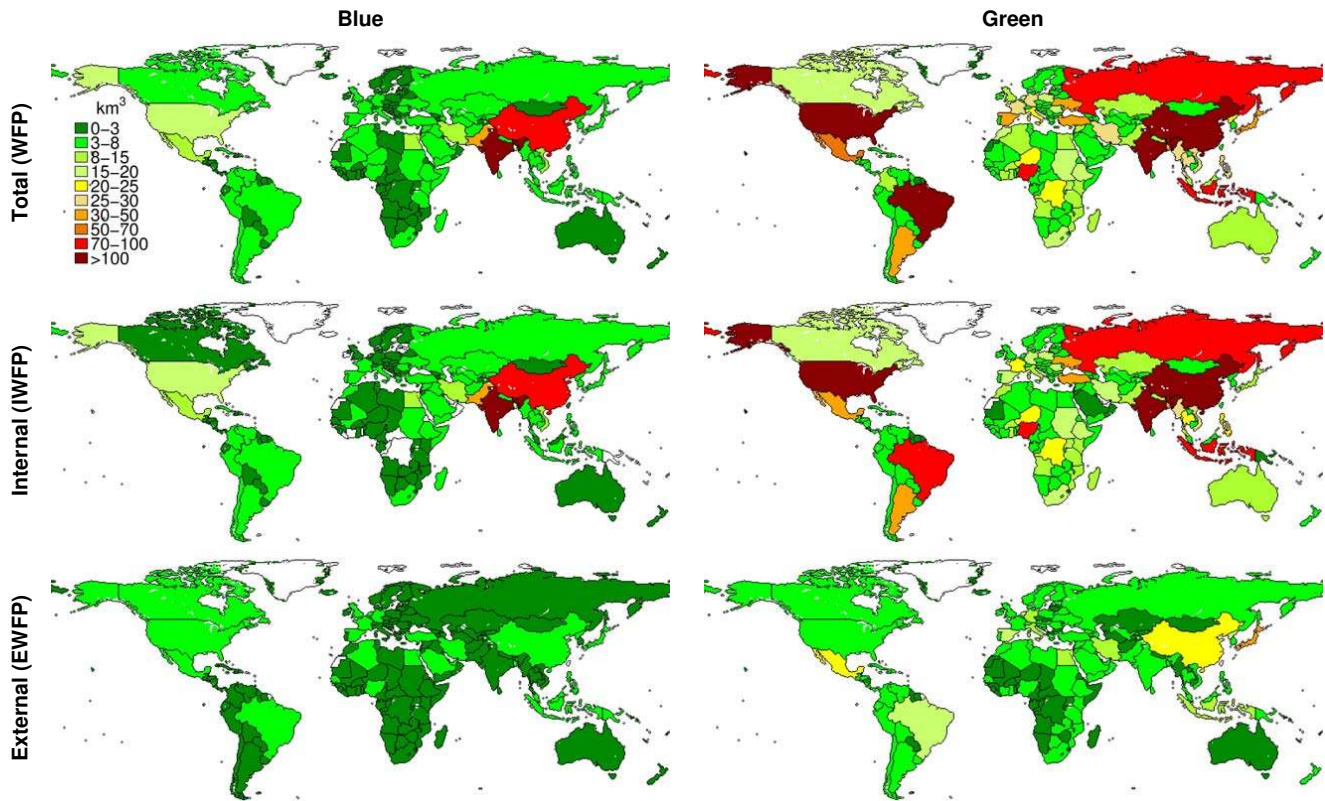 Blue Green
Total (WFP)
km³
0−3
3−8
8−15
15−20
20−25
25−30
30−50
50−70
70−100
>100
Internal (IWFP)
External (EWFP)